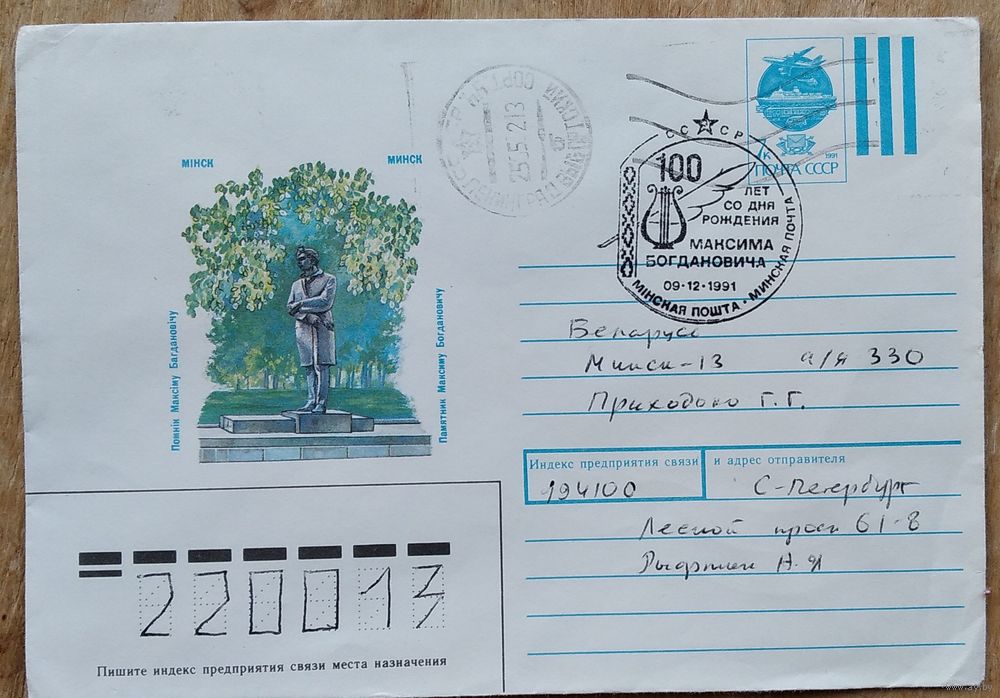 МІНСК
МИНСК
Помнік Максіму Багдановічу
Памятник Максиму Богдановичу
25.5 2 13
1991
7к
ПОЧТА СССР
СССР
100
ЛЕТ
СО ДНЯ
РОЖДЕНИЯ
МАКСИМА
БОГДАНОВИЧА
09·12·1991
МІНСКАЯ ПОШТА · МИНСКАЯ ПОЧТА
Беларусь
Минск-13 а/я 330
Приходько Г.Г.
Индекс предприятия связи и адрес отправителя
194100 С-Петербург
Лесной просп 61-8
Н.Я
220013
Пишите индекс предприятия связи места назначения